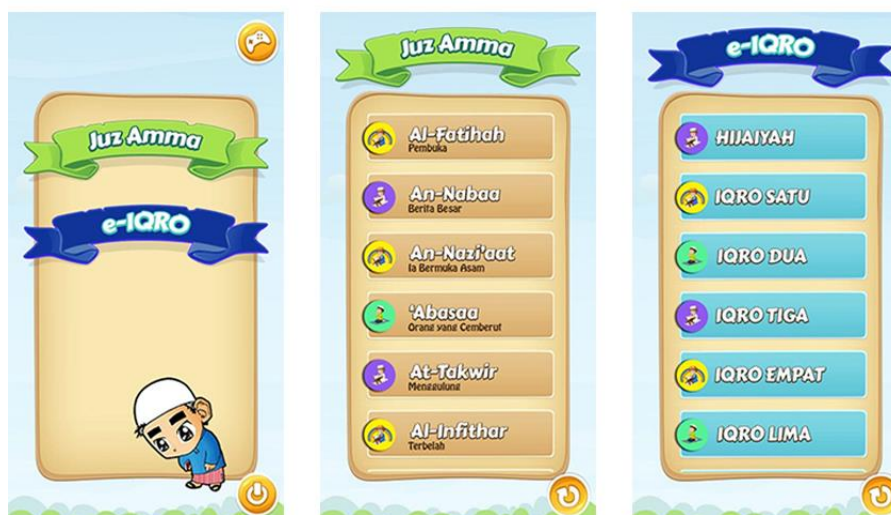 Juz Amma
e-IQRO
Juz Amma
Al-Fatihah
Pembuka
An-Nabaa
Berita Besar
An-Nazi'aat
Ia Bermuka Asam
'Abasaa
Orang yang Cemberut
At-Takwir
Menggulung
Al-Infithar
Terbelah
e-IQRO
HIJAIYAH
IQRO SATU
IQRO DUA
IQRO TIGA
IQRO EMPAT
IQRO LIMA